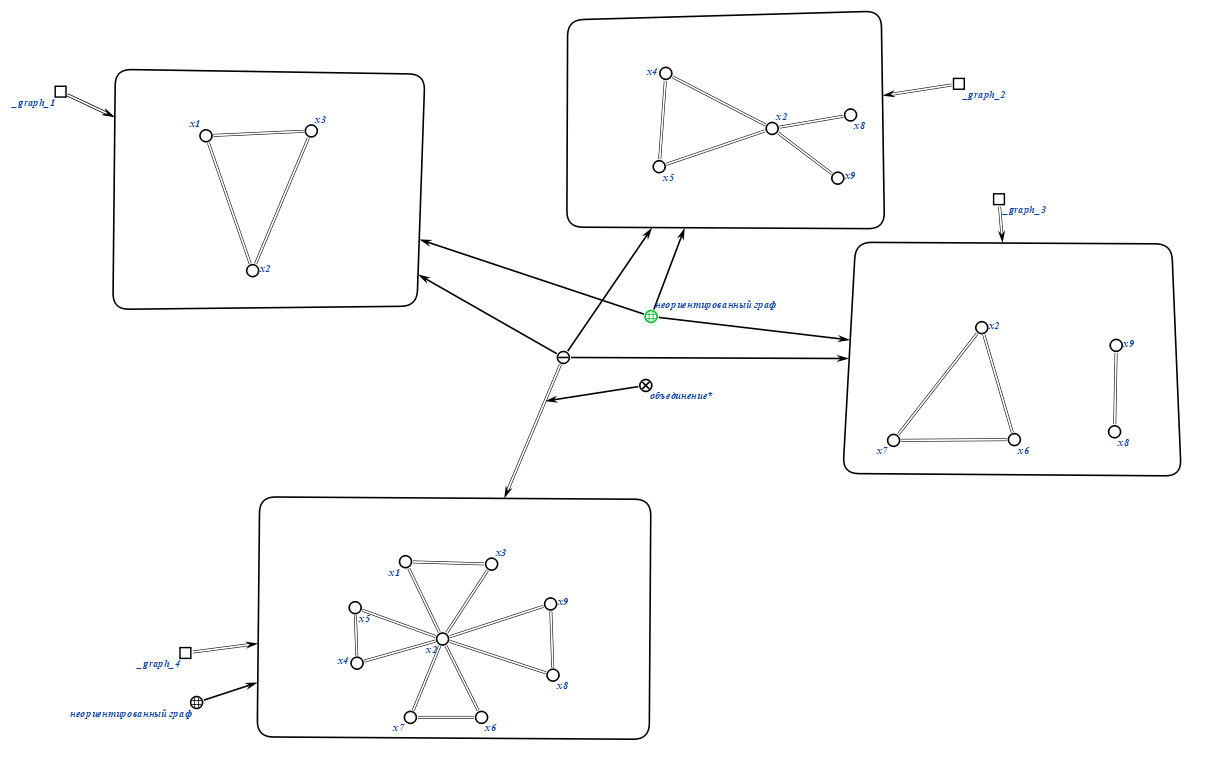 _graph_1
x1
x3
x2
x4
x2
x8
x5
x9
_graph_2
_graph_3
неориентированный граф
x2
x9
x7
x6
x8
объединение*
x1
x3
x5
x9
x2
x4
x8
x7
x6
_graph_4
неориентированный граф